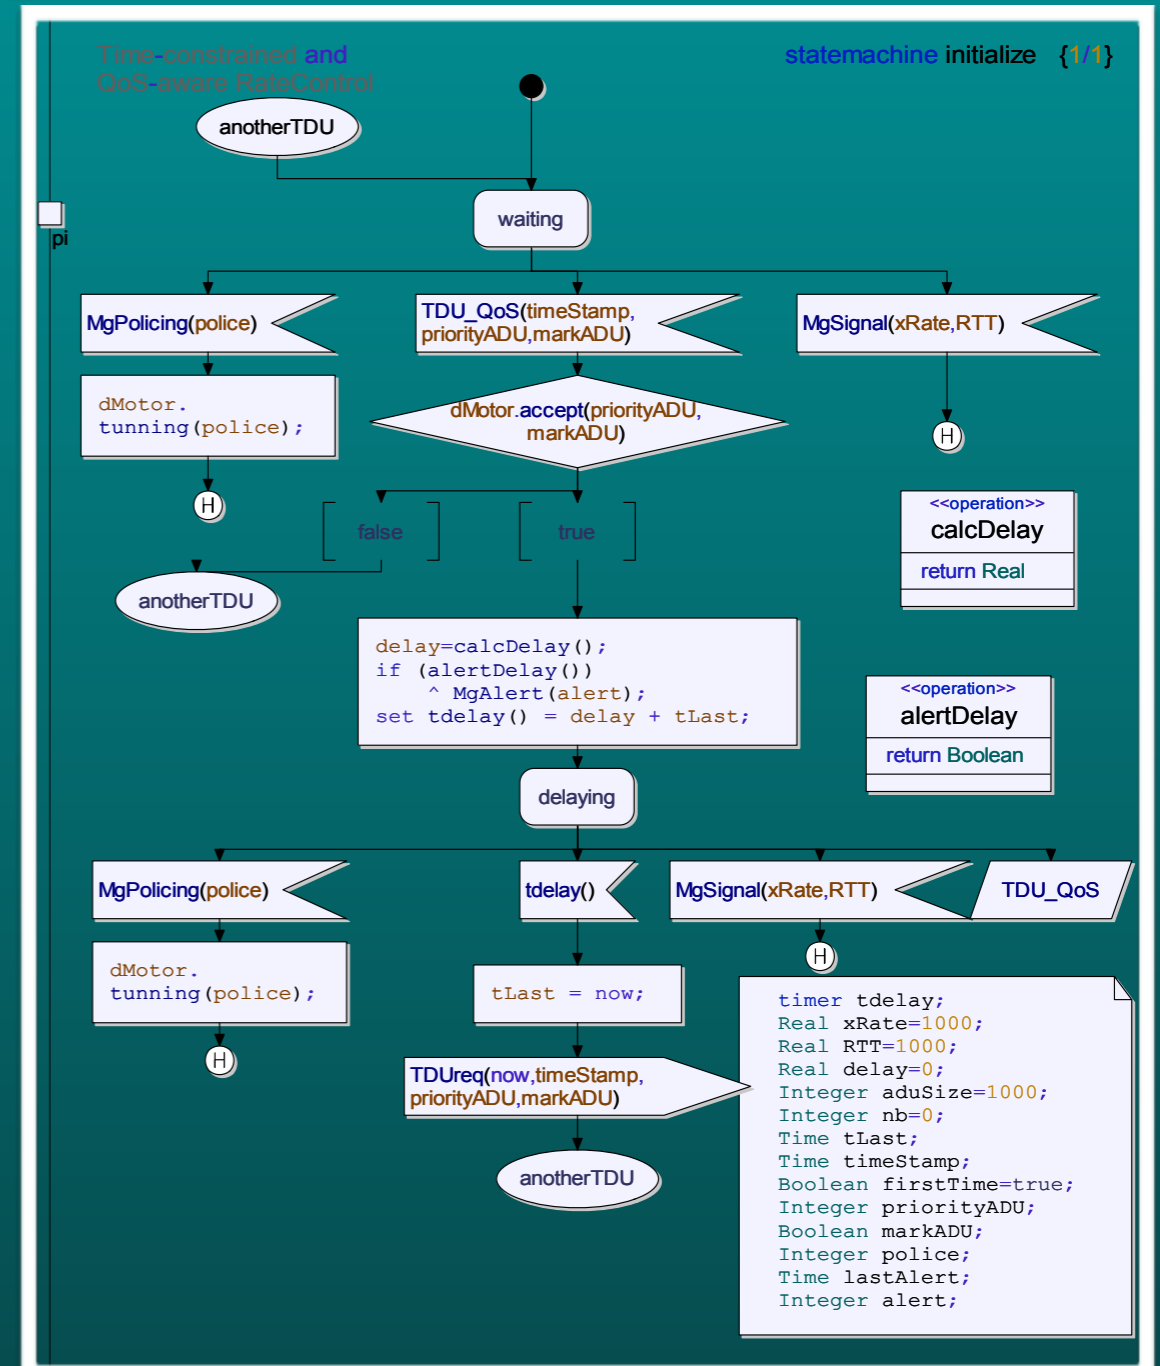 Time-constrained and
QoS-aware RateControl
statemachine initialize {1/1}
anotherTDU
waiting
pi
MgPolicing(police)
TDU_QoS(timeStamp,
priorityADU,markADU)
MgSignal(xRate,RTT)
dMotor.
tunning(police);
dMotor.accept(priorityADU,
markADU)
H
H
false
true
<<operation>>
calcDelay
return Real
anotherTDU
delay=calcDelay();
if (alertDelay())
^ MgAlert(alert);
set tdelay() = delay + tLast;
<<operation>>
alertDelay
return Boolean
delaying
MgPolicing(police)
tdelay()
MgSignal(xRate,RTT)
TDU_QoS
dMotor.
tunning(police);
tLast = now;
H
H
TDUreq(now,timeStamp,
priorityADU,markADU)
anotherTDU
timer tdelay;
Real xRate=1000;
Real RTT=1000;
Real delay=0;
Integer aduSize=1000;
Integer nb=0;
Time tLast;
Time timeStamp;
Boolean firstTime=true;
Integer priorityADU;
Boolean markADU;
Integer police;
Time lastAlert;
Integer alert;